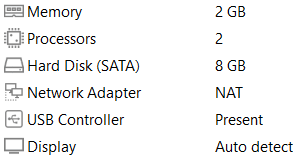 Memory 2 GB
Processors 2
Hard Disk (SATA) 8 GB
Network Adapter NAT
USB Controller Present
Display Auto detect